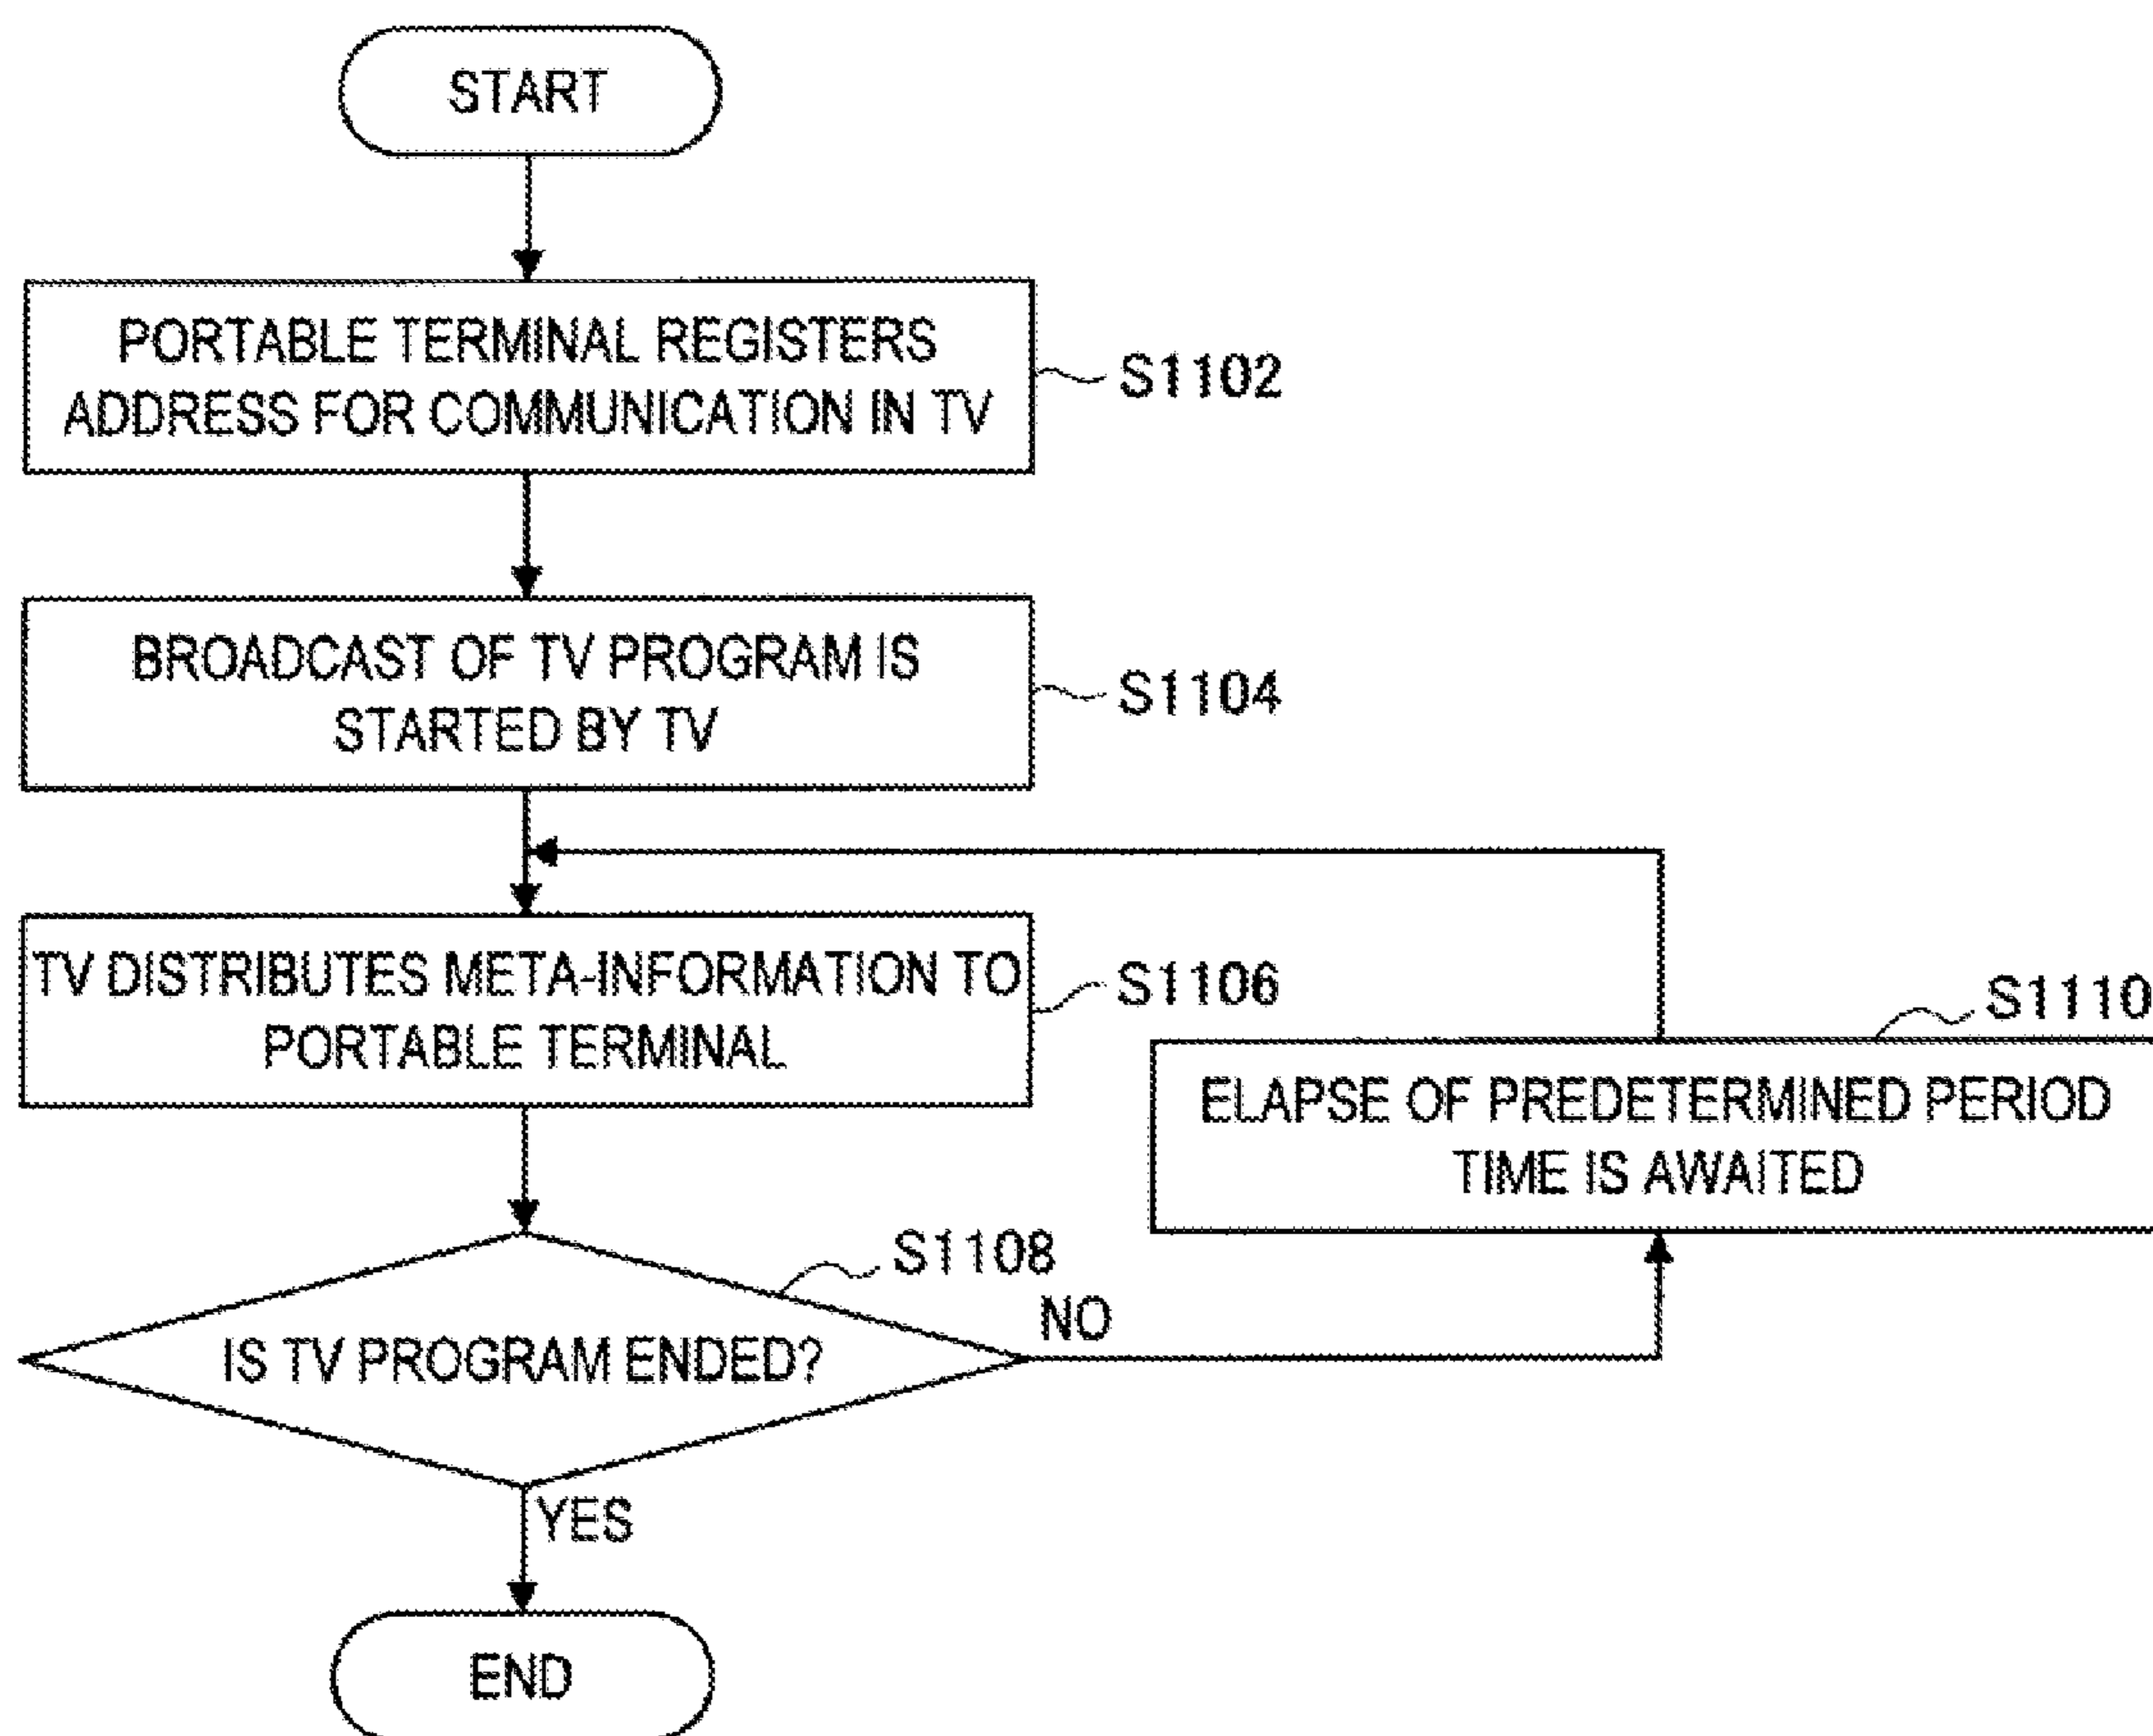 START
PORTABLE TERMINAL REGISTERS
ADDRESS FOR COMMUNICATION IN TV
S1102
BROADCAST OF TV PROGRAM IS
STARTED BY TV
S1104
TV DISTRIBUTES META-INFORMATION TO
PORTABLE TERMINAL
S1106
S1110
ELAPSE OF PREDETERMINED PERIOD
TIME IS AWAITED
S1108
IS TV PROGRAM ENDED?
NO
YES
END